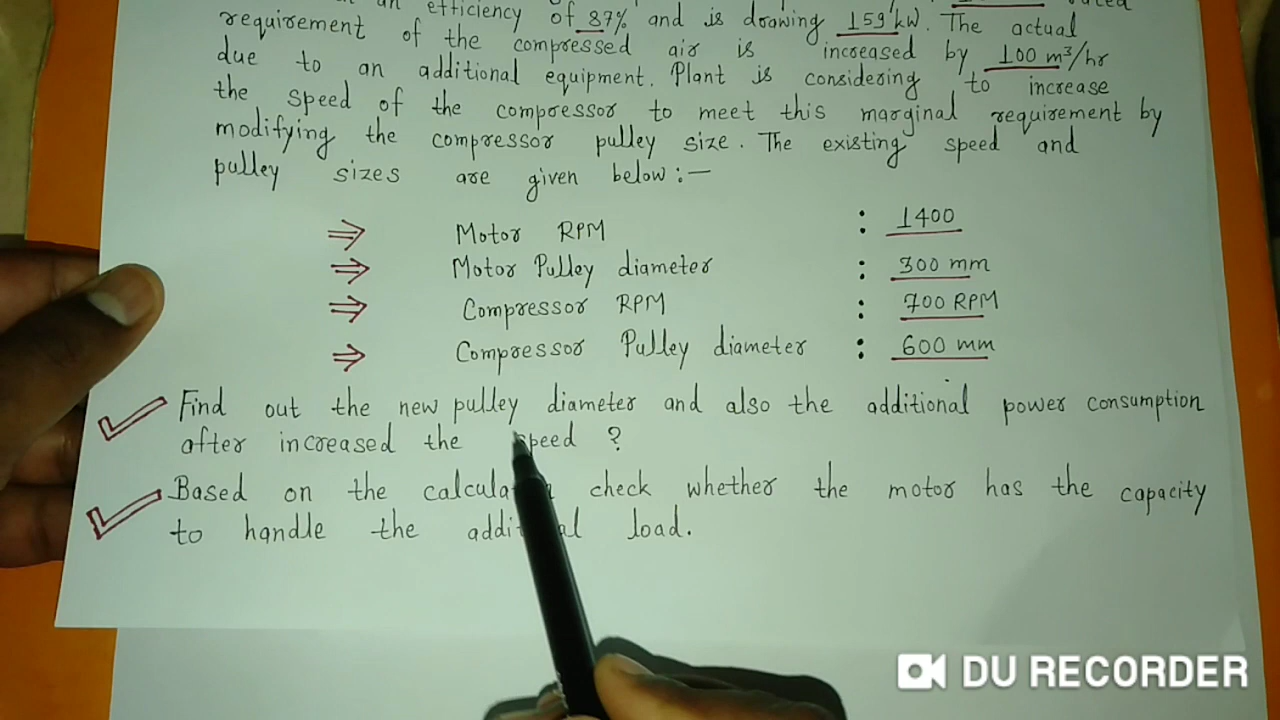 an efficiency of 87% and is drawing 159 kW. The actual
requirement of the compressed air is increased by 100 m³/hr
due to an additional equipment. Plant is considering to increase
the speed of the compressor to meet this marginal requirement by
modifying the compressor pulley size. The existing speed and
pulley sizes are given below:—
⇒ Motor RPM : 1400
⇒ Motor Pulley diameter : 300 mm
⇒ Compressor RPM : 700 RPM
⇒ Compressor Pulley diameter : 600 mm
Find out the new pulley diameter and also the additional power consumption
after increased the speed ?
Based on the check whether the motor has the capacity
to handle the load.
DU RECORDER